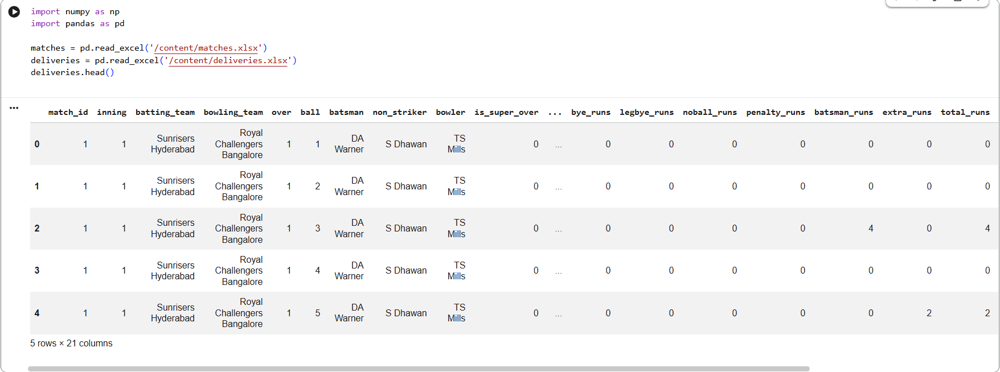 import numpy as np
import pandas as pd
matches = pd.read_excel('/content/matches.xlsx')
deliveries = pd.read_excel('/content/deliveries.xlsx')
deliveries.head()
...
match_id inning batting_team bowling_team over ball batsman non_striker bowler is_super_over ... bye_runs legbye_runs noball_runs penalty_runs batsman_runs extra_runs total_runs
0 1 1 Sunrisers Hyderabad Royal Challengers Bangalore 1 1 DA Warner S Dhawan TS Mills 0 ... 0 0 0 0 0 0 0
1 1 1 Sunrisers Hyderabad Royal Challengers Bangalore 1 2 DA Warner S Dhawan TS Mills 0 ... 0 0 0 0 0 0 0
2 1 1 Sunrisers Hyderabad Royal Challengers Bangalore 1 3 DA Warner S Dhawan TS Mills 0 ... 0 0 0 0 4 0 4
3 1 1 Sunrisers Hyderabad Royal Challengers Bangalore 1 4 DA Warner S Dhawan TS Mills 0 ... 0 0 0 0 0 0 0
4 1 1 Sunrisers Hyderabad Royal Challengers Bangalore 1 5 DA Warner S Dhawan TS Mills 0 ... 0 0 0 0 0 2 2
5 rows × 21 columns